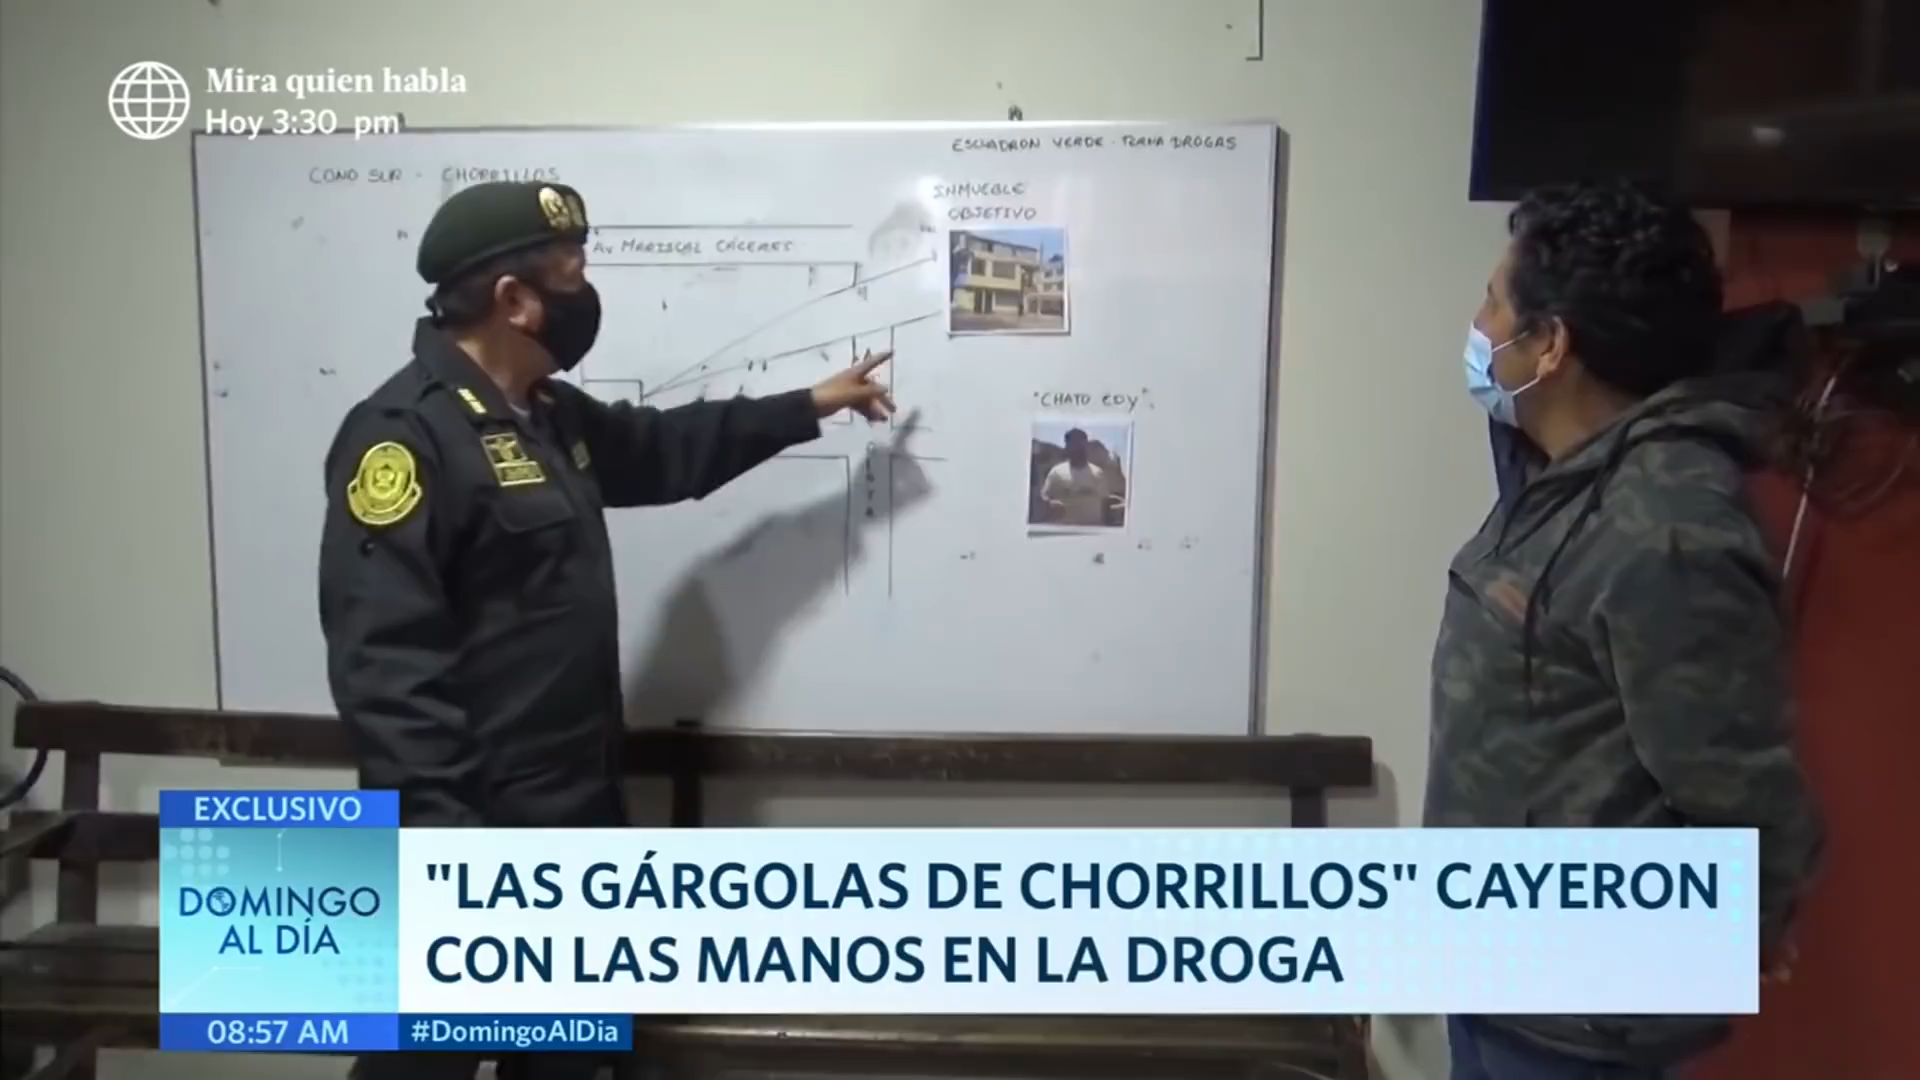 Mira quien habla
Hoy 3:30 pm
ESCUADRON VERDE - TERNA DROGAS
CONO SUR - CHORRILLOS
INMUEBLE
OBJETIVO
AV MARISCAL CÁCERES
"CHATO EDY".
EXCLUSIVO
DOMINGO
AL DÍA
"LAS GÁRGOLAS DE CHORRILLOS" CAYERON
CON LAS MANOS EN LA DROGA
08:57 AM
#DomingoAlDia